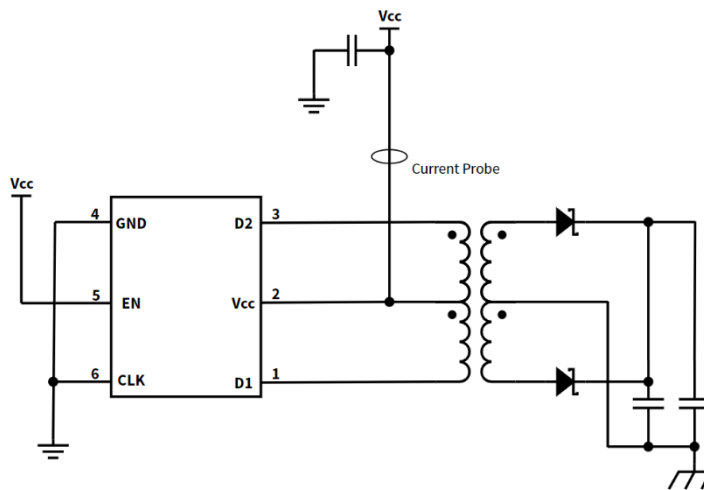 Vcc
Current Probe
Vcc
4
GND
D2
3
5
EN
Vcc
2
6
CLK
D1
1